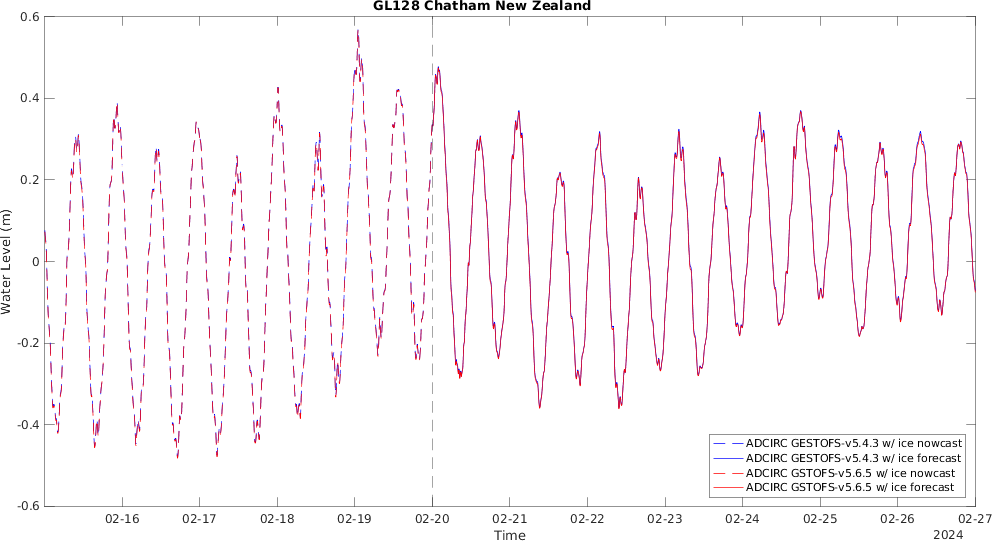 GL128 Chatham New Zealand
0.6
0.4
0.2
0
-0.2
-0.4
-0.6
Water Level (m)
ADCIRC GESTOFS-v5.4.3 w/ ice nowcast
ADCIRC GESTOFS-v5.4.3 w/ ice forecast
ADCIRC GSTOFS-v5.6.5 w/ ice nowcast
ADCIRC GSTOFS-v5.6.5 w/ ice forecast
02-16 02-17 02-18 02-19 02-20 02-21 02-22 02-23 02-24 02-25 02-26 02-27
Time
2024